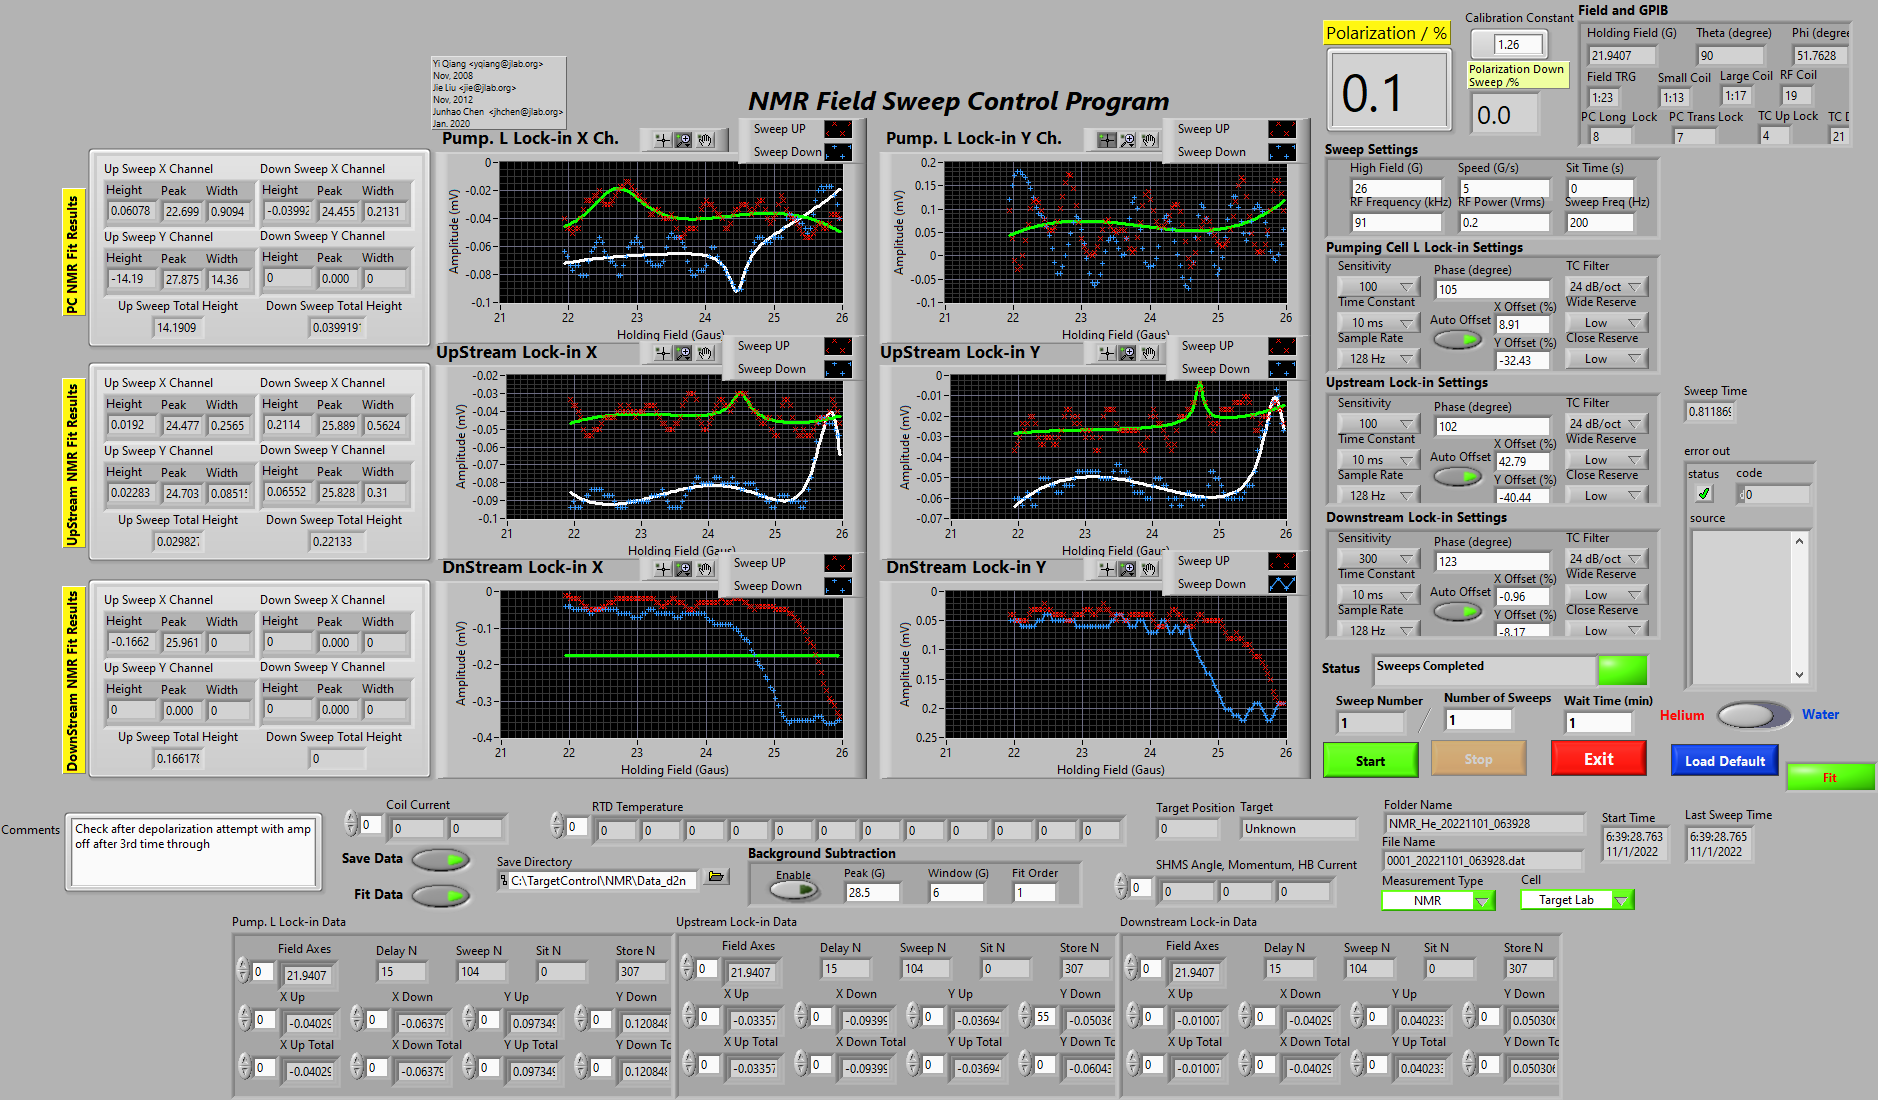 Yi Qiang <yqiang@jlab.org>
Nov, 2008
Jie Liu <jie@jlab.org>
Nov, 2012
Junhao Chen <jhchen@jlab.org>
Jan. 2020
NMR Field Sweep Control Program
Polarization / %
0.1
Calibration Constant
1.26
Polarization Down Sweep /%
0.0
Field and GPIB
Holding Field (G) Theta (degree) Phi (degree
21.9407 90 51.7628
Field TRG Small Coil Large Coil RF Coil
1:23 1:13 1:17 19
PC Long Lock PC Trans Lock TC Up Lock TC D
8 7 4 21
PC NMR Fit Results
Up Sweep X Channel Down Sweep X Channel
Height Peak Width Height Peak Width
0.06078 22.699 0.9094 -0.03992 24.455 0.2131
Up Sweep Y Channel Down Sweep Y Channel
Height Peak Width Height Peak Width
-14.19 27.875 14.36 0 0.000 0
Up Sweep Total Height Down Sweep Total Height
14.1909 0.039919
Pump. L Lock-in X Ch.
Sweep UP
Sweep Down
Amplitude (mV)
0
-0.02
-0.04
-0.06
-0.08
-0.1
21 22 23 24 25 26
Holding Field (Gaus)
Pump. L Lock-in Y Ch.
Sweep UP
Sweep Down
Amplitude (mV)
0.2
0.15
0.1
0.05
0
-0.05
-0.1
21 22 23 24 25 26
Holding Field (Gaus)
UpStream NMR Fit Results
Up Sweep X Channel Down Sweep X Channel
Height Peak Width Height Peak Width
0.0192 24.477 0.2565 0.2114 25.889 0.5624
Up Sweep Y Channel Down Sweep Y Channel
Height Peak Width Height Peak Width
0.02283 24.703 0.08515 0.06552 25.828 0.31
Up Sweep Total Height Down Sweep Total Height
0.029827 0.22133
UpStream Lock-in X
Sweep UP
Sweep Down
Amplitude (mV)
-0.02
-0.03
-0.04
-0.05
-0.06
-0.07
-0.08
-0.09
-0.1
21 22 23 24 25 26
Holding Field (Gaus)
UpStream Lock-in Y
Sweep UP
Sweep Down
Amplitude (mV)
0
-0.01
-0.02
-0.03
-0.04
-0.05
-0.06
-0.07
21 22 23 24 25 26
Holding Field (Gaus)
DownStream NMR Fit Results
Up Sweep X Channel Down Sweep X Channel
Height Peak Width Height Peak Width
-0.1662 25.961 0 0 0.000 0
Up Sweep Y Channel Down Sweep Y Channel
Height Peak Width Height Peak Width
0 0.000 0 0 0.000 0
Up Sweep Total Height Down Sweep Total Height
0.166178 0
DnStream Lock-in X
Sweep UP
Sweep Down
Amplitude (mV)
0
-0.1
-0.2
-0.3
-0.4
21 22 23 24 25 26
Holding Field (Gaus)
DnStream Lock-in Y
Sweep UP
Sweep Down
Amplitude (mV)
0
0.05
0.1
0.15
0.2
0.25
21 22 23 24 25 26
Holding Field (Gaus)
Sweep Settings
High Field (G) Speed (G/s) Sit Time (s)
26 5 0
RF Frequency (kHz) RF Power (Vrms) Sweep Freq (Hz)
91 0.2 200
Pumping Cell L Lock-in Settings
Sensitivity Phase (degree) TC Filter
100 105 24 dB/oct
Time Constant X Offset (%) Wide Reserve
10 ms Auto Offset 8.91 Low
Sample Rate Y Offset (%) Close Reserve
128 Hz -32.43 Low
Upstream Lock-in Settings
Sensitivity Phase (degree) TC Filter
100 102 24 dB/oct
Time Constant X Offset (%) Wide Reserve
10 ms Auto Offset 42.79 Low
Sample Rate Y Offset (%) Close Reserve
128 Hz -40.44 Low
Downstream Lock-in Settings
Sensitivity Phase (degree) TC Filter
300 123 24 dB/oct
Time Constant X Offset (%) Wide Reserve
10 ms Auto Offset -0.96 Low
Sample Rate Y Offset (%) Close Reserve
128 Hz -8.17 Low
Sweep Time
0.811869
error out
status code
0
source
Status Sweeps Completed
Sweep Number Number of Sweeps Wait Time (min)
1 / 1 1
Helium Water
Start Stop Exit Load Default Fit
Comments
Check after depolarization attempt with amp
off after 3rd time through
Coil Current
0 0 0
Save Data
Fit Data
RTD Temperature
0 0 0 0 0 0 0 0 0 0 0 0 0
Save Directory
C:\TargetControl\NMR\Data_d2n
Background Subtraction
Enable Peak (G) Window (G) Fit Order
28.5 6 1
Target Position Target
0 Unknown
SHMS Angle, Momentum, HB Current
0 0 0 0
Folder Name
NMR_He_20221101_063928
File Name
0001_20221101_063928.dat
Measurement Type Cell
NMR Target Lab
Start Time
6:39:28.763
11/1/2022
Last Sweep Time
6:39:28.765
11/1/2022
Pump. L Lock-in Data
Field Axes Delay N Sweep N Sit N Store N
0 21.9407 15 104 0 307
X Up X Down Y Up Y Down
0 -0.04029 0 -0.06379 0 0.097349 0 0.120848
X Up Total X Down Total Y Up Total Y Down To
0 -0.04029 0 -0.06379 0 0.097349 0 0.120848
Upstream Lock-in Data
Field Axes Delay N Sweep N Sit N Store N
0 21.9407 15 104 0 307
X Up X Down Y Up Y Down
0 -0.03357 0 -0.09399 0 -0.03694 55 -0.05036
X Up Total X Down Total Y Up Total Y Down To
0 -0.03357 0 -0.09399 0 -0.03694 0 -0.06043
Downstream Lock-in Data
Field Axes Delay N Sweep N Sit N Store N
0 21.9407 15 104 0 307
X Up X Down Y Up Y Down
0 -0.01007 0 -0.04029 0 0.040233 0 0.050306
X Up Total X Down Total Y Up Total Y Down To
0 -0.01007 0 -0.04029 0 0.040233 0 0.050306